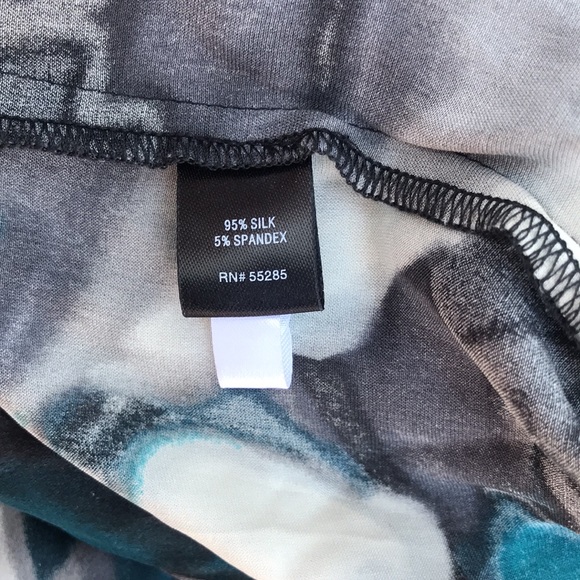 95% SILK
5% SPANDEX
RN# 55285